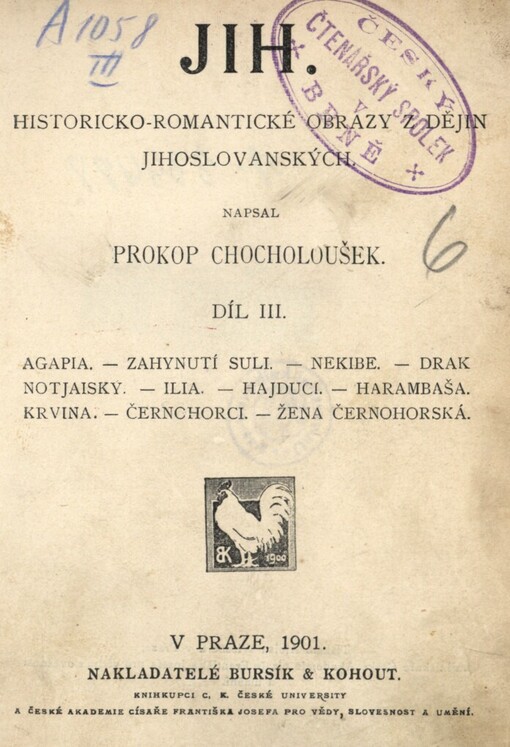 A 1058
III
JIH.
ČESKÝ
ČTENÁŘSKÝ SPOLEK
V
BRNĚ
HISTORICKO-ROMANTICKÉ OBRAZY Z DĚJIN
JIHOSLOVANSKÝCH.
NAPSAL
PROKOP CHOCHOLOUŠEK.
6
DÍL III.
AGAPIA. — ZAHYNUTÍ SULI. — NEKIBE. — DRAK
NOTJAISKY. — ILIA. — HAJDUCI. — HARAMBAŠA.
KRVINA. — ČERNCHORCI. — ŽENA ČERNOHORSKÁ.
BK 1900
V PRAZE, 1901.
NAKLADATELÉ BURSÍK & KOHOUT.
KNIHKUPCI C. K. ČESKÉ UNIVERSITY
A ČESKÉ AKADEMIE CÍSAŘE FRANTIŠKA JOSEFA PRO VĚDY, SLOVESNOST A UMĚNÍ.